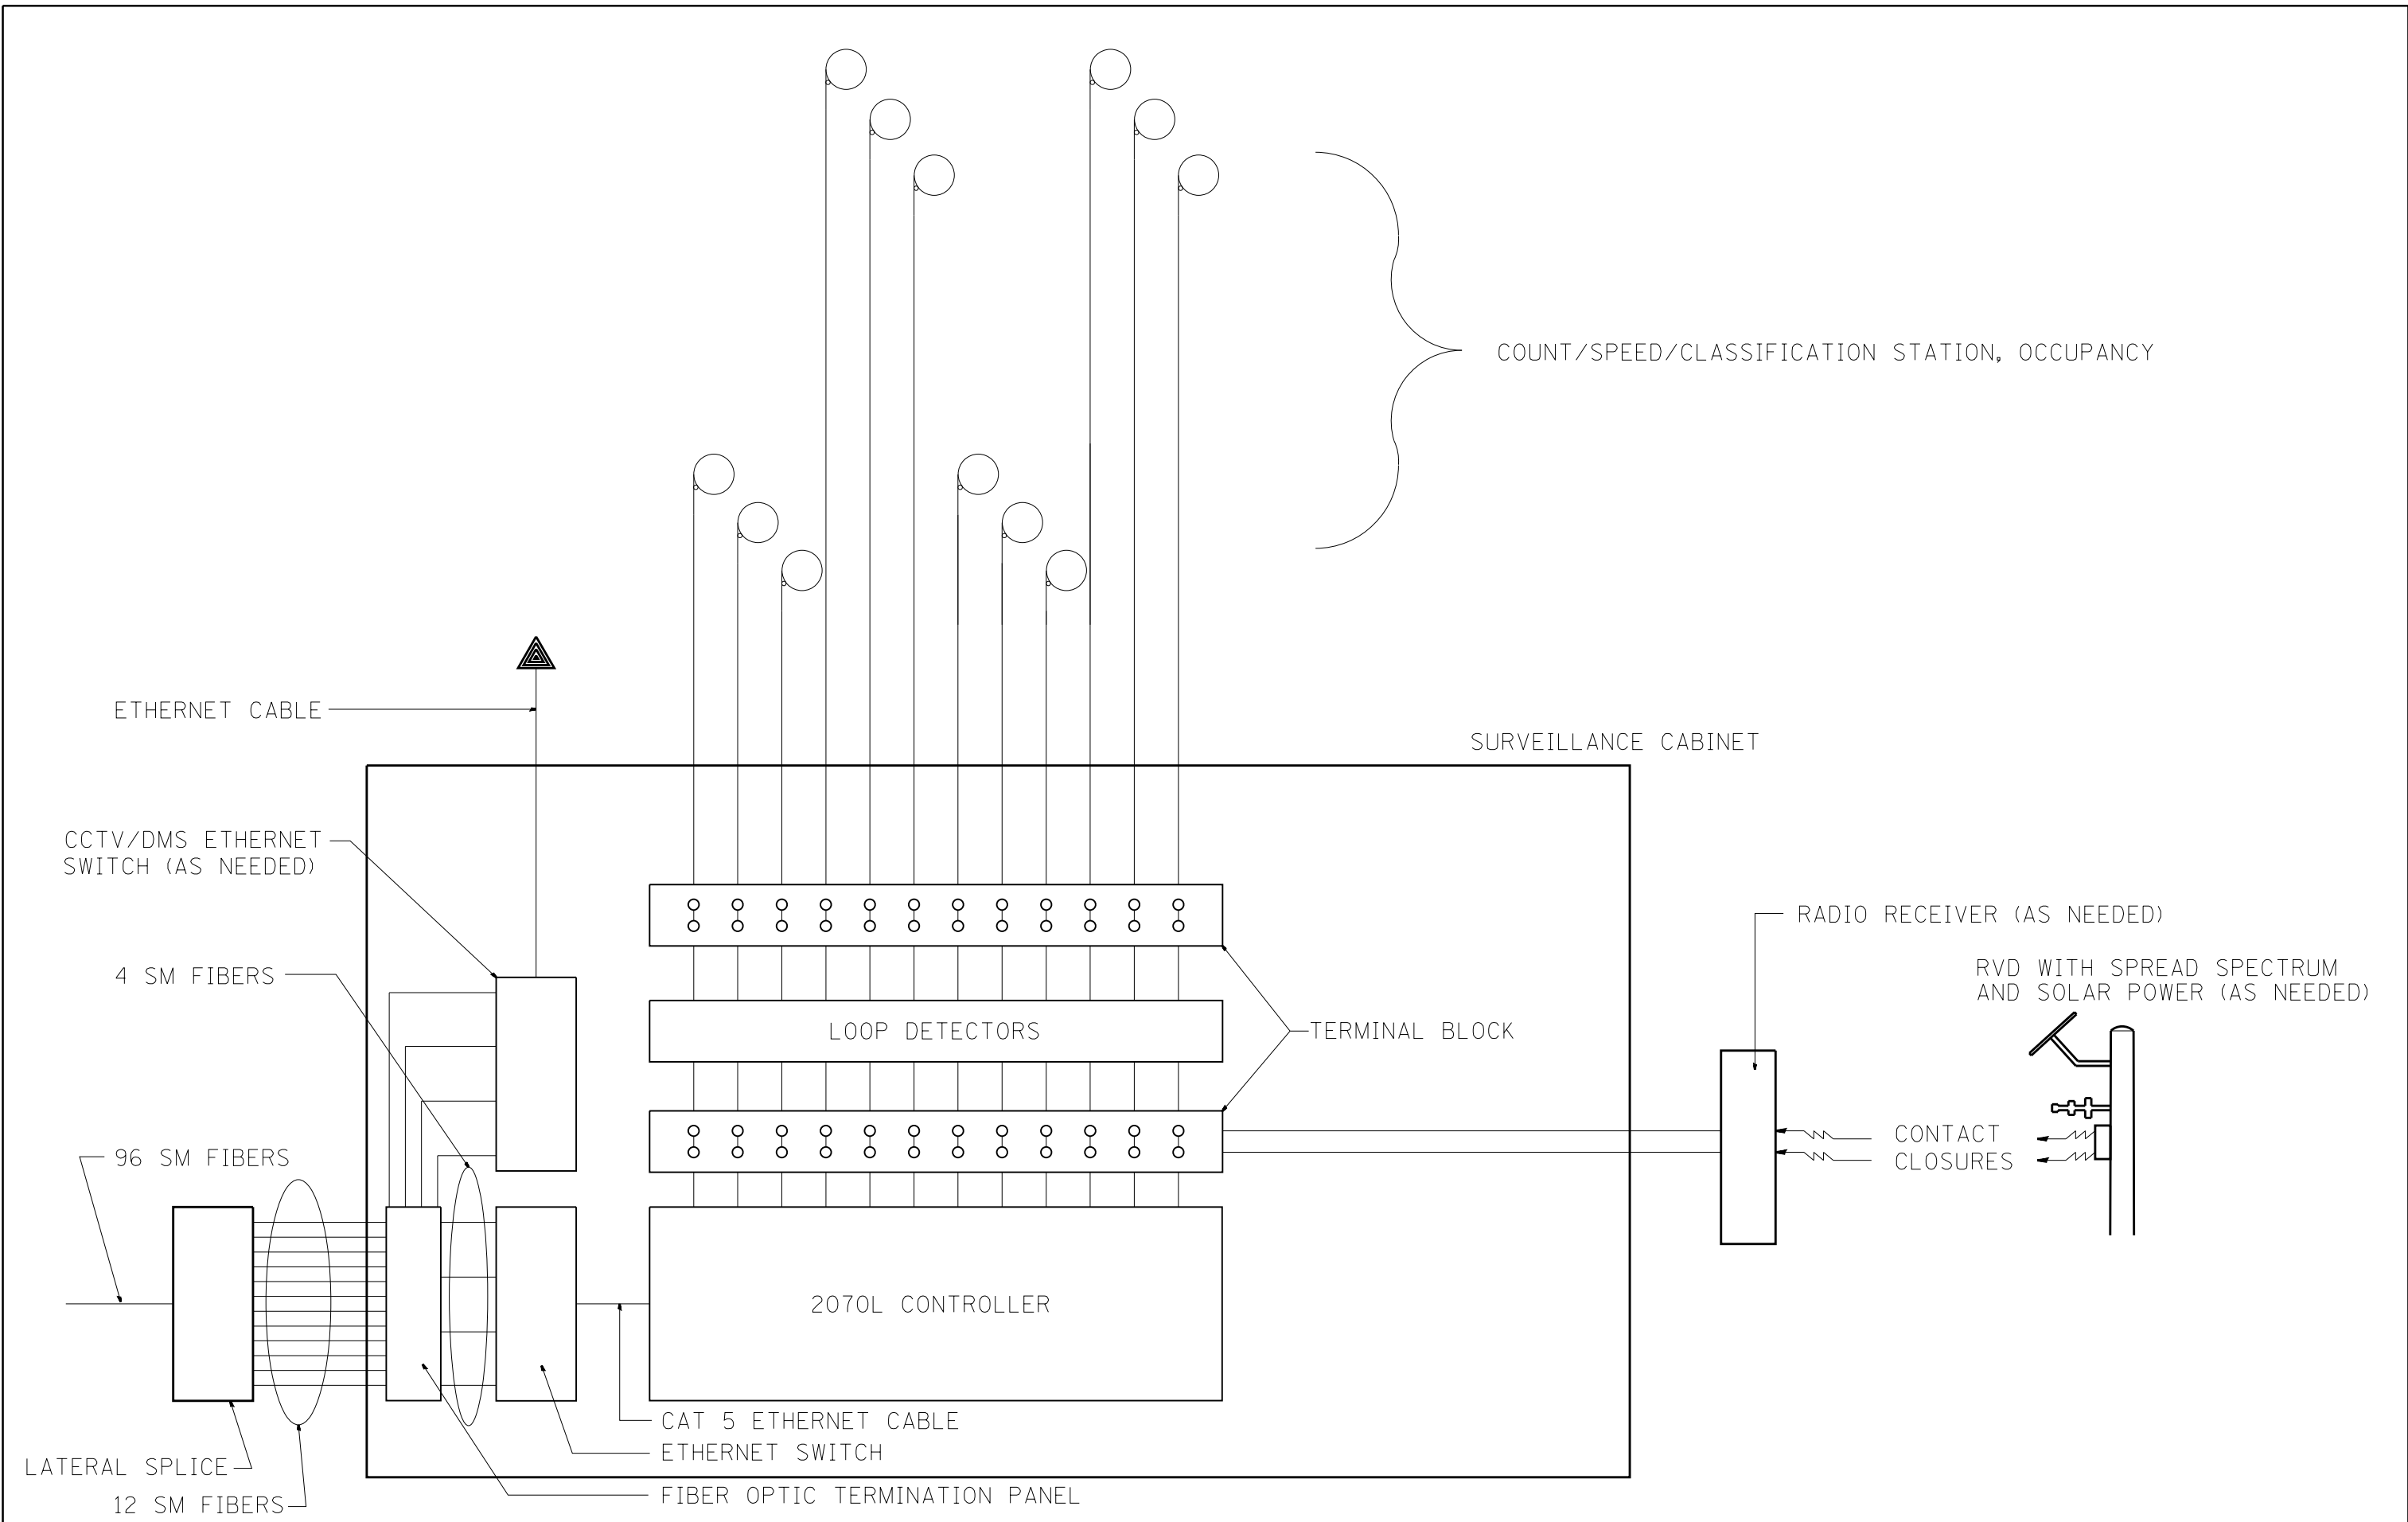 COUNT/SPEED/CLASSIFICATION STATION, OCCUPANCY
ETHERNET CABLE
SURVEILLANCE CABINET
CCTV/DMS ETHERNET
SWITCH (AS NEEDED)
RADIO RECEIVER (AS NEEDED)
4 SM FIBERS
RVD WITH SPREAD SPECTRUM
AND SOLAR POWER (AS NEEDED)
LOOP DETECTORS
TERMINAL BLOCK
96 SM FIBERS
CONTACT
CLOSURES
2070L CONTROLLER
CAT 5 ETHERNET CABLE
ETHERNET SWITCH
LATERAL SPLICE
FIBER OPTIC TERMINATION PANEL
12 SM FIBERS